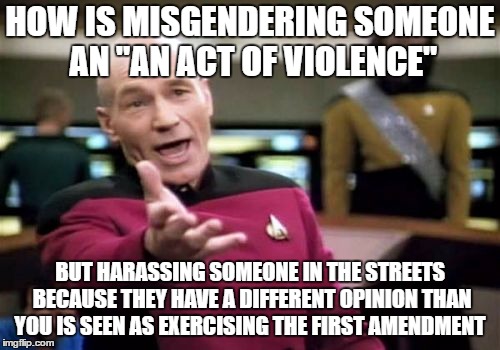 HOW IS MISGENDERING SOMEONE
AN "AN ACT OF VIOLENCE"
BUT HARASSING SOMEONE IN THE STREETS
BECAUSE THEY HAVE A DIFFERENT OPINION THAN
YOU IS SEEN AS EXERCISING THE FIRST AMENDMENT
imgflip.com